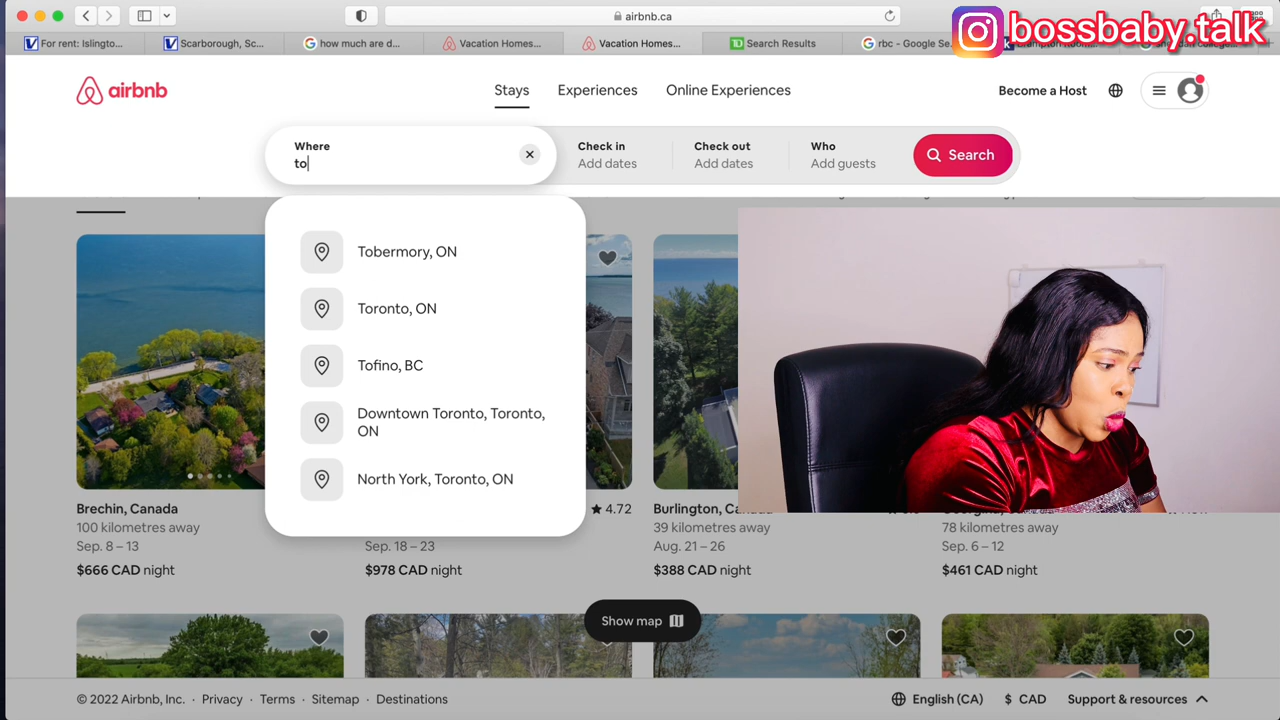 airbnb.ca
For rent: Islingto...
Scarborough, Sc...
how much are d...
Vacation Homes...
Vacation Homes...
Search Results
rbc - Google Se...
bossbaby.talk
airbnb
Stays
Experiences
Online Experiences
Become a Host
Where
to
Check in
Add dates
Check out
Add dates
Who
Add guests
Search
Tobermory, ON
Toronto, ON
Tofino, BC
Downtown Toronto, Toronto,
ON
North York, Toronto, ON
Brechin, Canada
100 kilometres away
Sep. 8 – 13
$666 CAD night
4.72
Sep. 18 – 23
$978 CAD night
Burlington, Canada
39 kilometres away
Aug. 21 – 26
$388 CAD night
78 kilometres away
Sep. 6 – 12
$461 CAD night
Show map
© 2022 Airbnb, Inc. · Privacy · Terms · Sitemap · Destinations
English (CA)
$ CAD
Support & resources